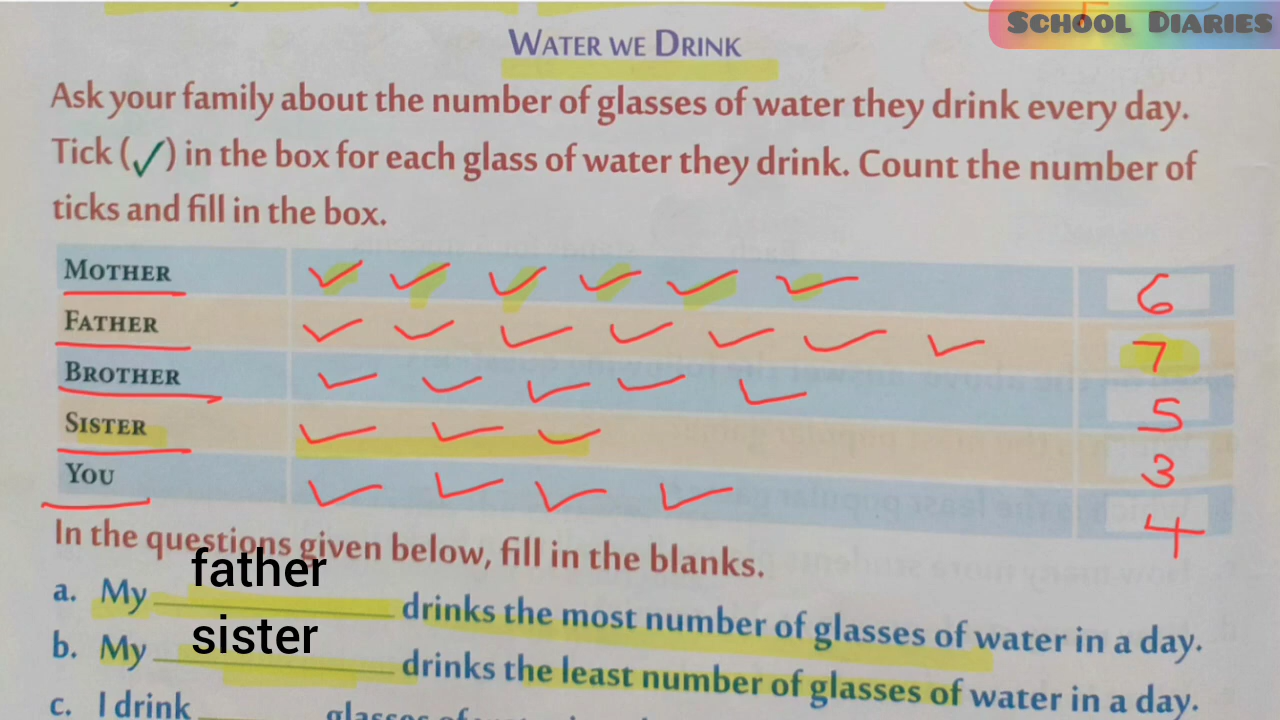 School Diaries
Water we Drink
Ask your family about the number of glasses of water they drink every day.
Tick (✓) in the box for each glass of water they drink. Count the number of
ticks and fill in the box.
Mother ✓ ✓ ✓ ✓ ✓ ✓ 6
Father ✓ ✓ ✓ ✓ ✓ ✓ ✓ 7
Brother ✓ ✓ ✓ ✓ ✓ 5
Sister ✓ ✓ ✓ 3
You ✓ ✓ ✓ ✓ 4
In the questions given below, fill in the blanks.
a. My father drinks the most number of glasses of water in a day.
b. My sister drinks the least number of glasses of water in a day.
c. I drink ____ glasses of